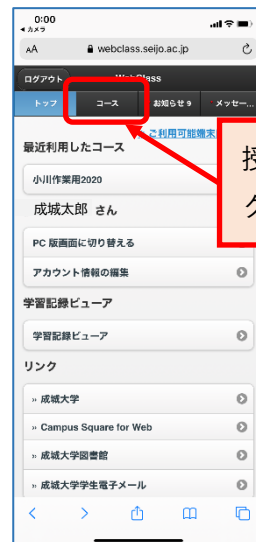 0:00
◀ カメラ
AA webclass.seijo.ac.jp
ログアウト WebClass
トップ コース お知らせ 9 メッセー...
ご利用可能端末
最近利用したコース
小川作業用2020
成城太郎 さん
PC 版画面に切り替える
アカウント情報の編集
学習記録ビューア
学習記録ビューア
リンク
» 成城大学
» Campus Square for Web
» 成城大学図書館
» 成城大学学生電子メール